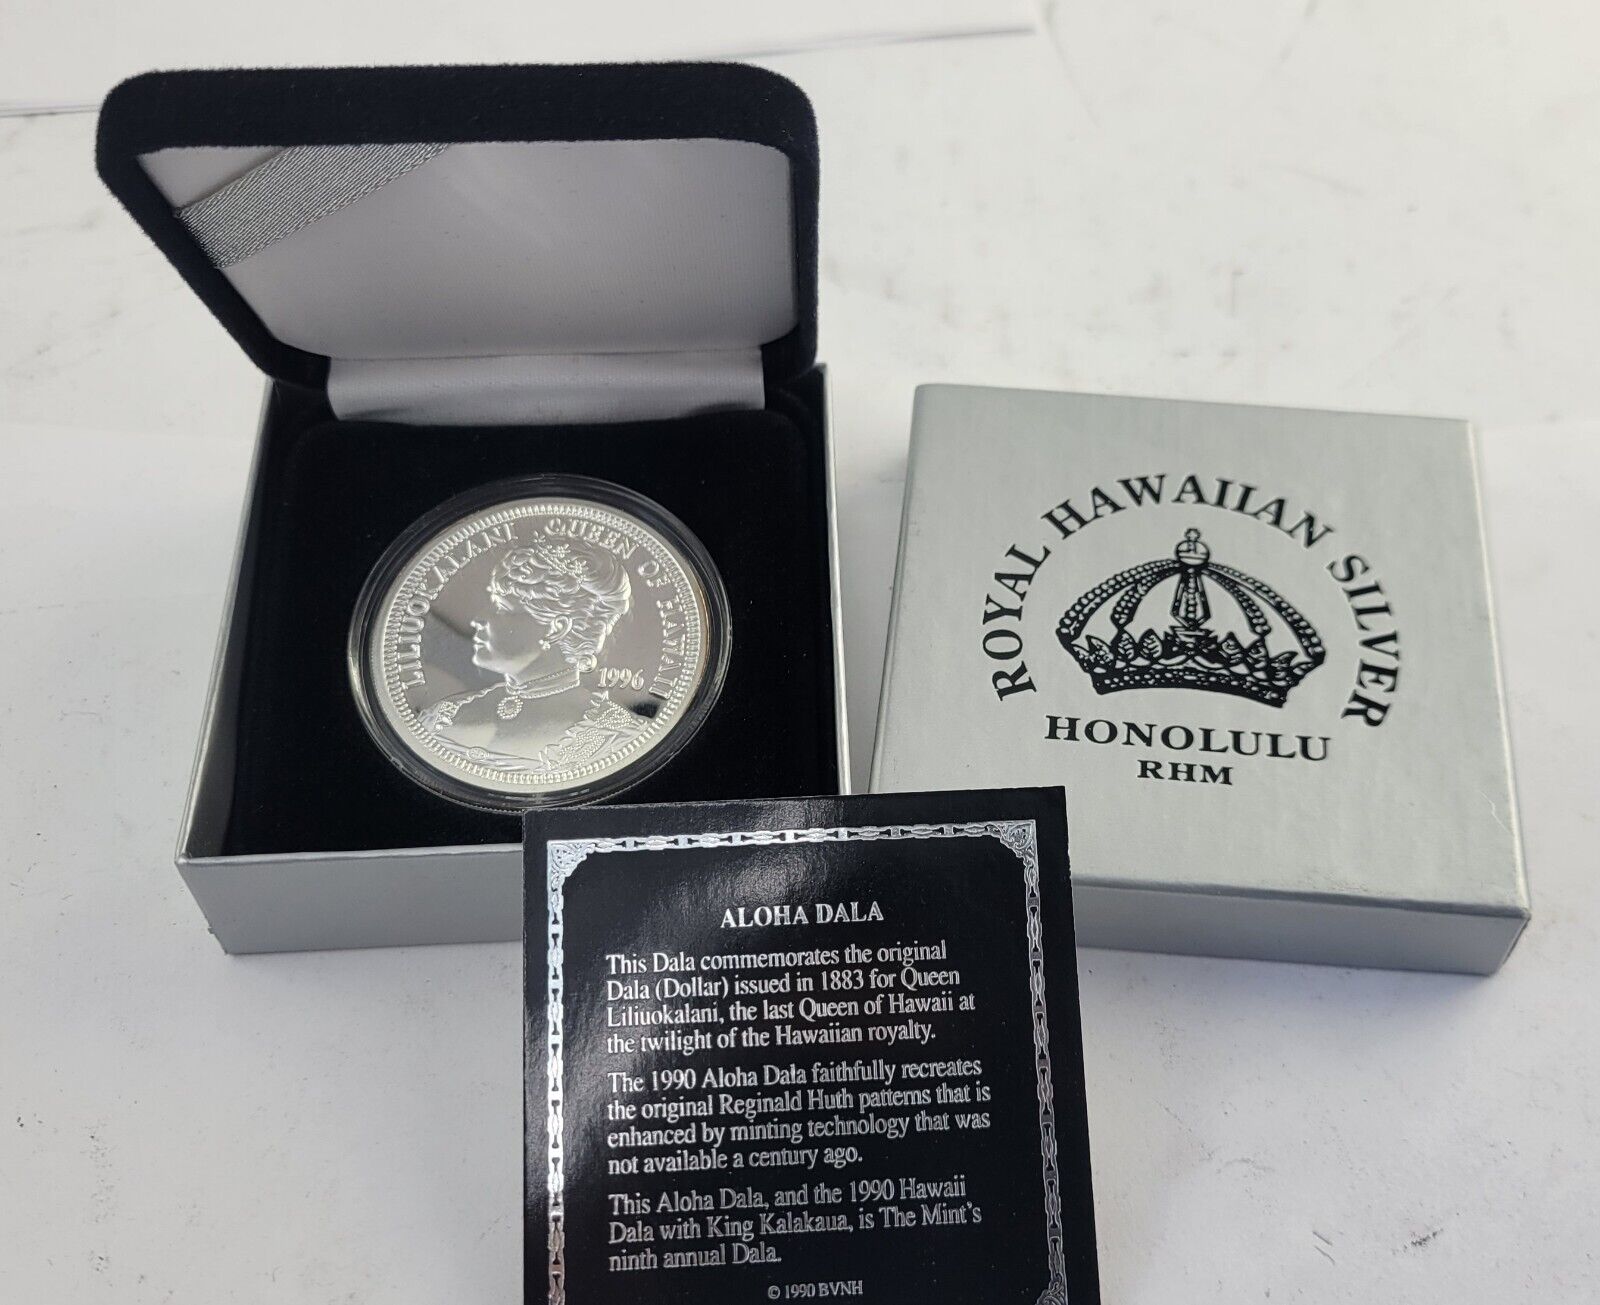 LILIUOKALANI QUEEN OF HAWAII
1996
ROYAL HAWAIIAN SILVER
HONOLULU
RHM
ALOHA DALA
This Dala commemorates the original
Dala (Dollar) issued in 1883 for Queen
Liliuokalani, the last Queen of Hawaii at
the twilight of the Hawaiian royalty.
The 1990 Aloha Dala faithfully recreates
the original Reginald Huth patterns that is
enhanced by minting technology that was
not available a century ago.
This Aloha Dala, and the 1990 Hawaii
Dala with King Kalakaua, is The Mint's
ninth annual Dala.
© 1990 BVNH